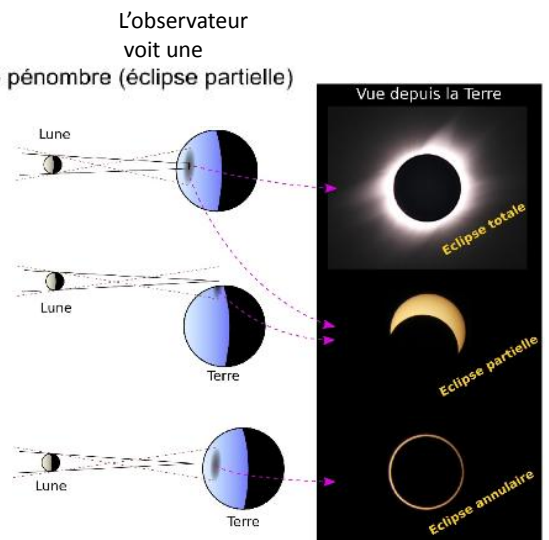 L'observateur
voit une
pénombre (éclipse partielle)
Vue depuis la Terre
Lune
Eclipse totale
Lune
Terre
Eclipse partielle
Lune
Terre
Eclipse annulaire